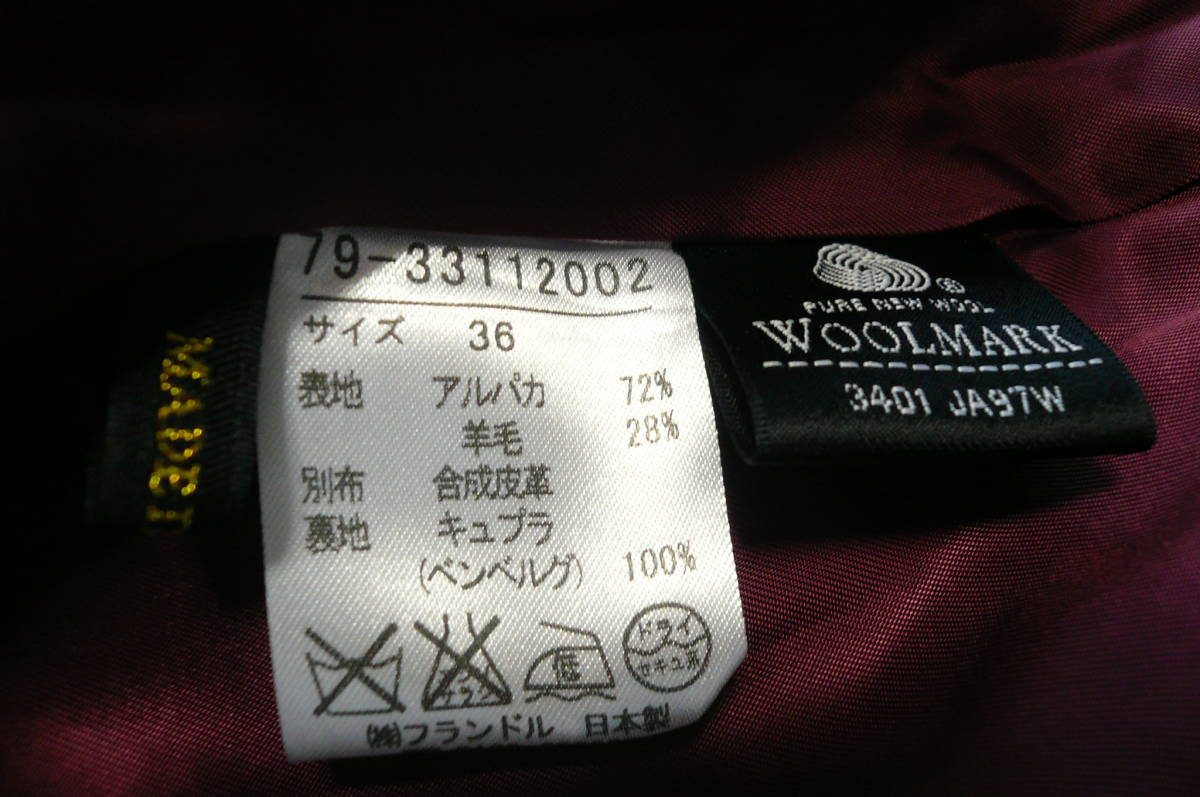 79-33112002
サイズ 36
表地 アルパカ 72%
羊毛 28%
別布 合成皮革
裏地 キュプラ
(ベンベルグ) 100%
低
ドライ
セキユ系
㈱フランドル 日本製
PURE NEW WOOL
WOOLMARK
3401 JA97W
MADE I